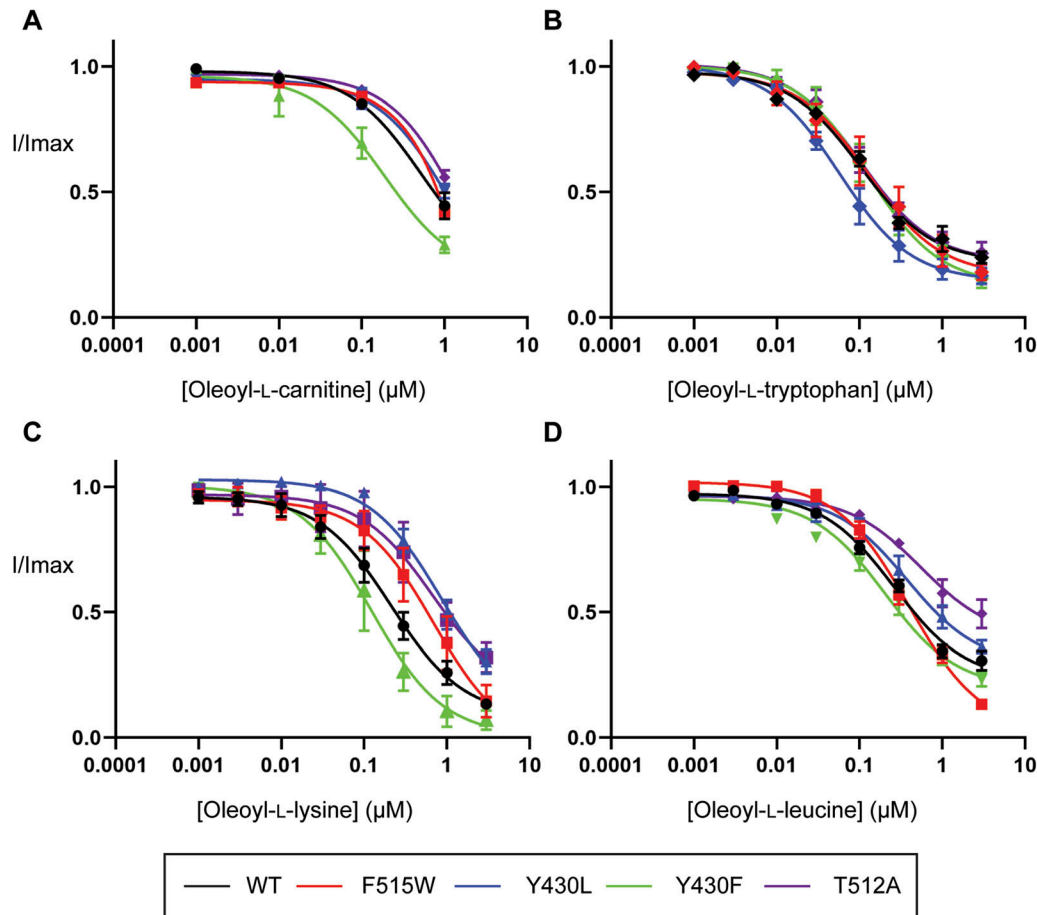 A
B
1.0
0.5
0.0
I/Imax
0.0001 0.001 0.01 0.1 1 10
[Oleoyl-L-carnitine] (µM)
1.0
0.5
0.0
0.0001 0.001 0.01 0.1 1 10
[Oleoyl-L-tryptophan] (µM)
C
D
1.0
0.5
0.0
I/Imax
0.0001 0.001 0.01 0.1 1 10
[Oleoyl-L-lysine] (µM)
1.0
0.5
0.0
0.0001 0.001 0.01 0.1 1 10
[Oleoyl-L-leucine] (µM)
WT F515W Y430L Y430F T512A